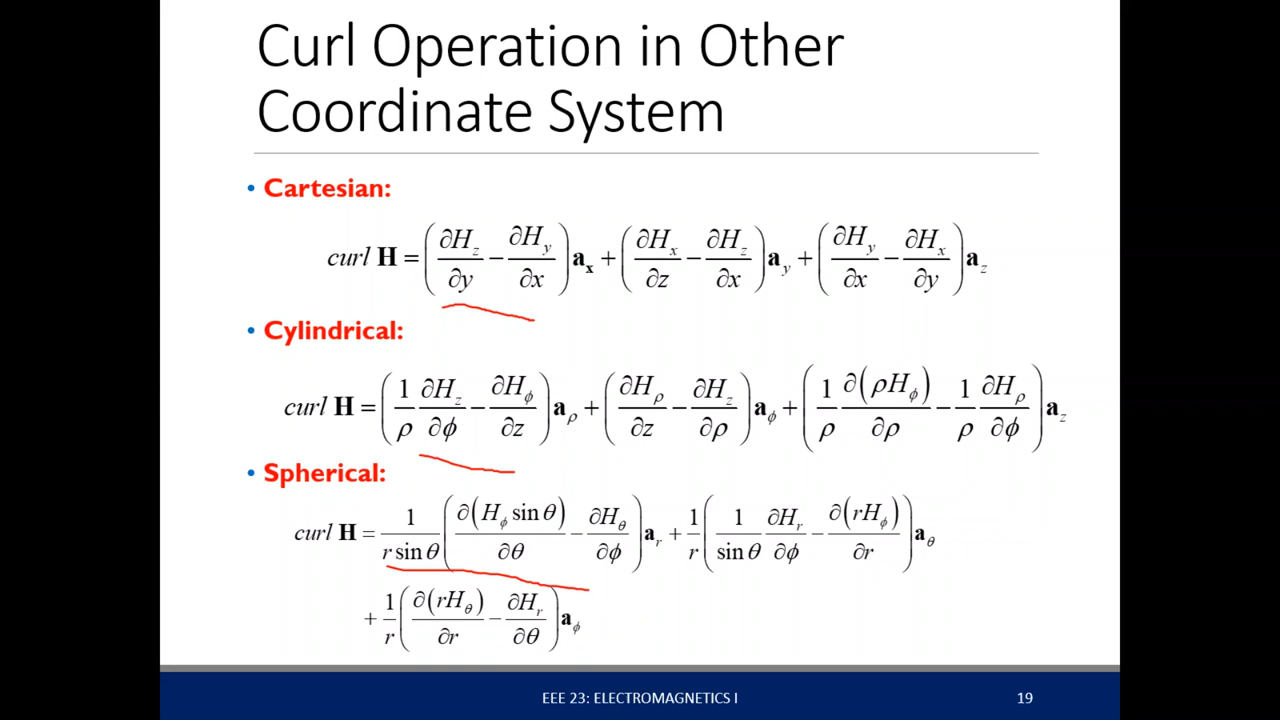 Curl Operation in Other
Coordinate System
• Cartesian:
curl H = (∂H_z/∂y − ∂H_y/∂x) a_x + (∂H_x/∂z − ∂H_z/∂x) a_y + (∂H_y/∂x − ∂H_x/∂y) a_z
• Cylindrical:
curl H = (1/ρ ∂H_z/∂ϕ − ∂H_ϕ/∂z) a_ρ + (∂H_ρ/∂z − ∂H_z/∂ρ) a_ϕ + (1/ρ ∂(ρH_ϕ)/∂ρ − 1/ρ ∂H_ρ/∂ϕ) a_z
• Spherical:
curl H = 1/(r sin θ) (∂(H_ϕ sin θ)/∂θ − ∂H_θ/∂ϕ) a_r + 1/r (1/(sin θ) ∂H_r/∂ϕ − ∂(rH_ϕ)/∂r) a_θ
+ 1/r (∂(rH_θ)/∂r − ∂H_r/∂θ) a_ϕ
EEE 23: ELECTROMAGNETICS I
19